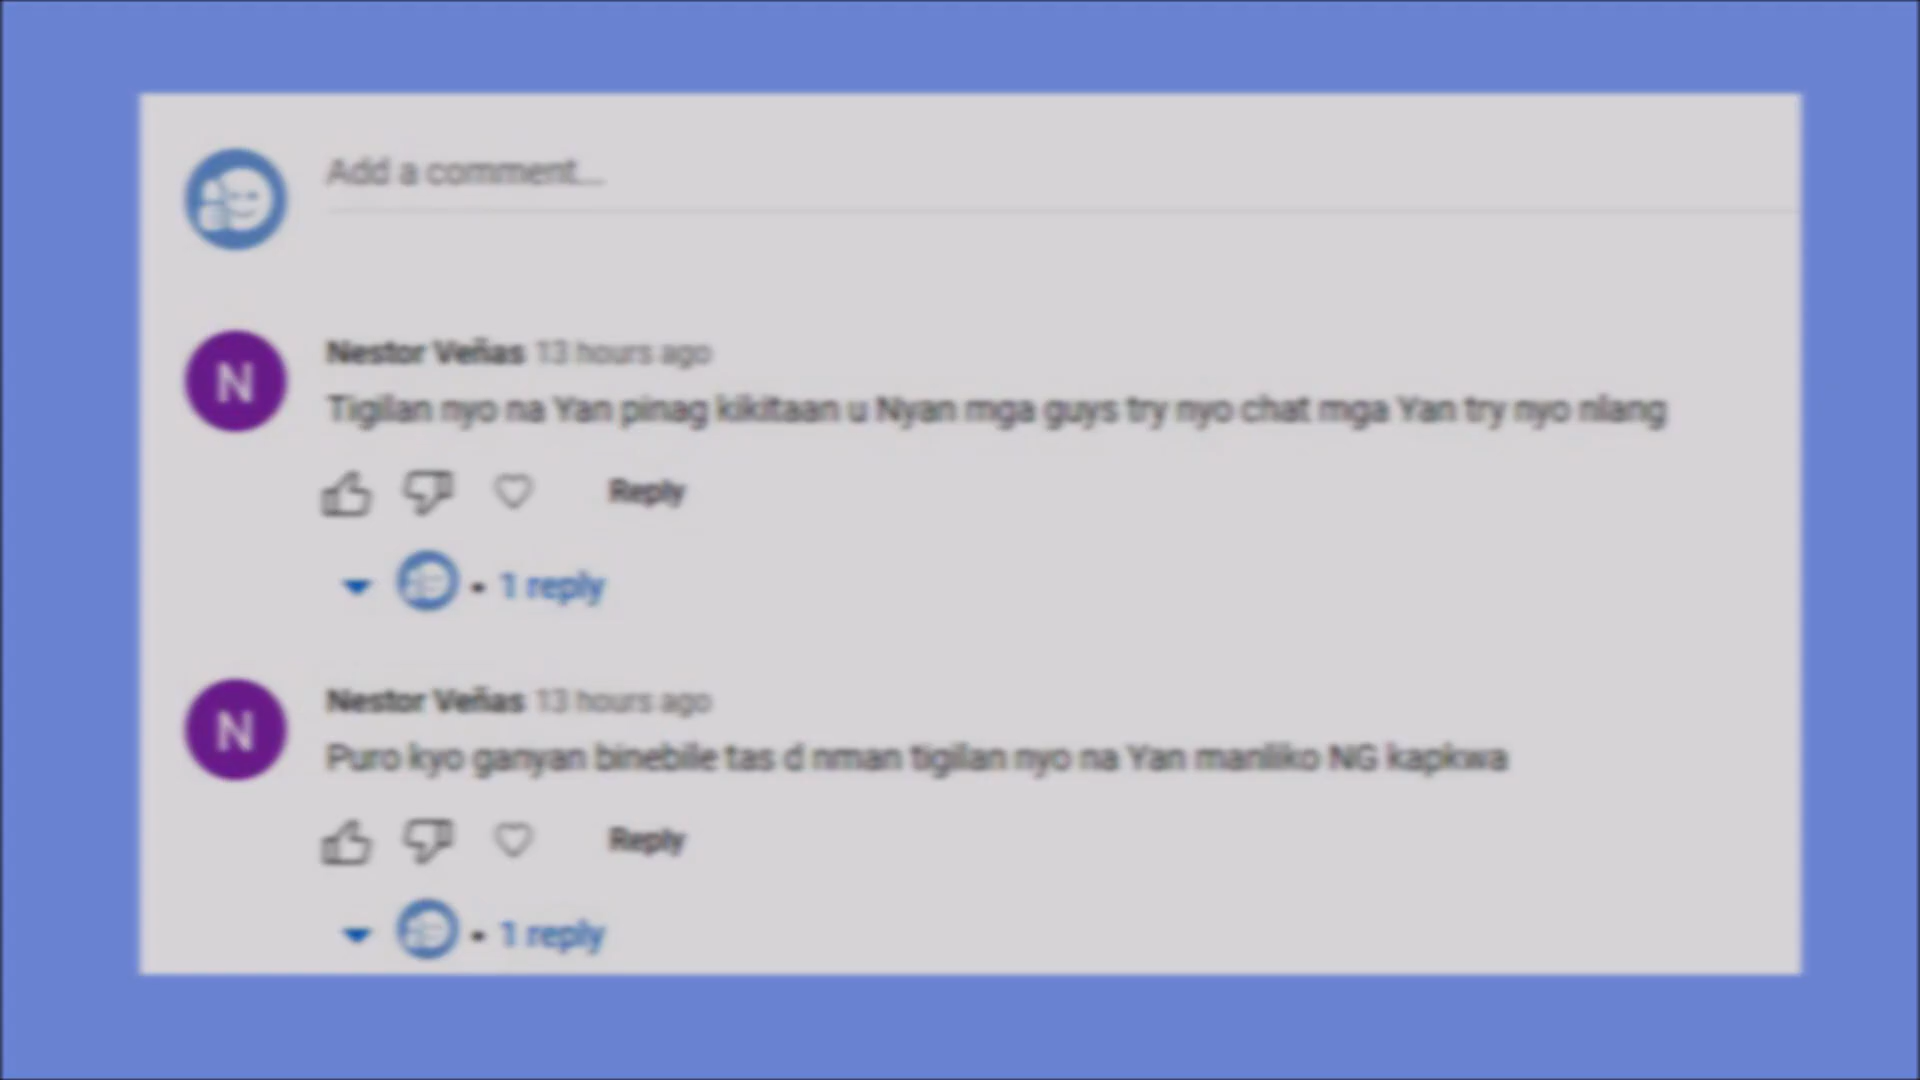 Add a comment...
Nestor Veñas 13 hours ago
Tigilan nyo na Yan pinag kikitaan u Nyan mga guys try nyo chat mga Yan try nyo nlang
Reply
1 reply
Nestor Veñas 13 hours ago
Puro kyo ganyan binebile tas d nman tigilan nyo na Yan manliko NG kapkwa
Reply
1 reply